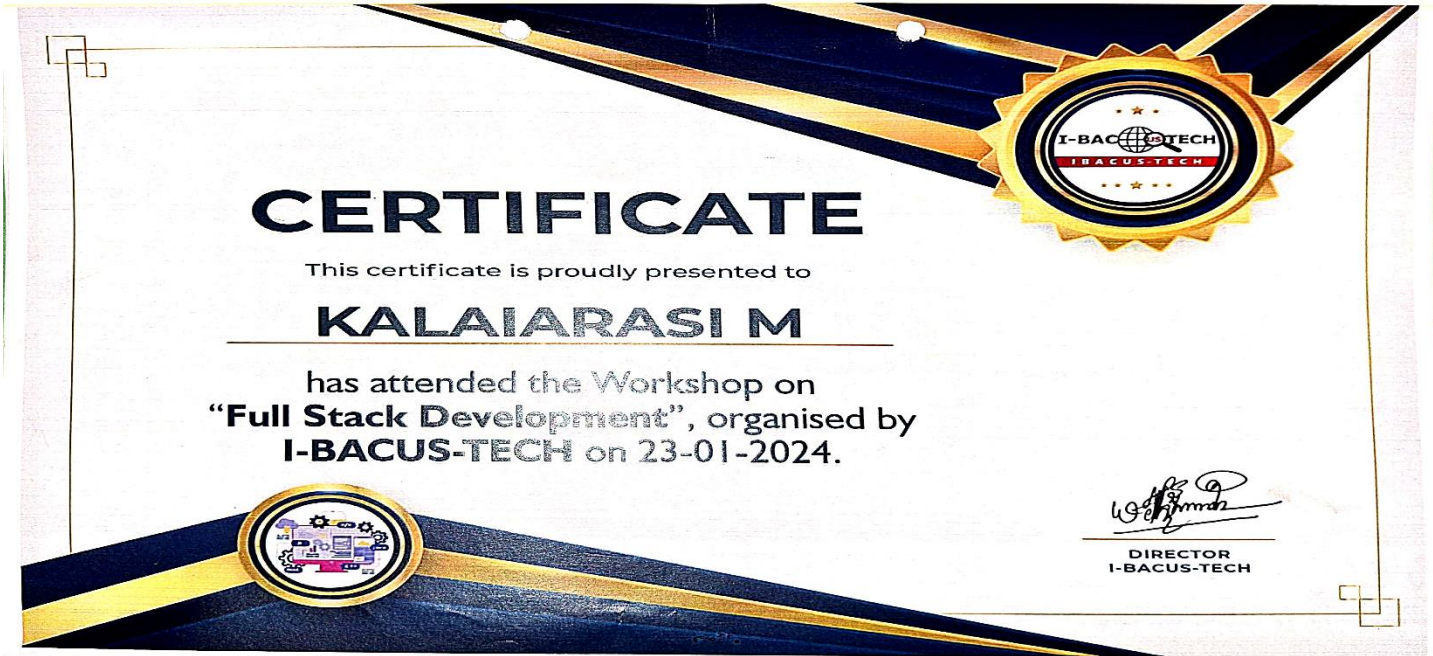 I-BACUSTECH
IBACUS-TECH
CERTIFICATE
This certificate is proudly presented to
KALAIARASI M
has attended the Workshop on
“Full Stack Development”, organised by
I-BACUS-TECH on 23-01-2024.
DIRECTOR
I-BACUS-TECH